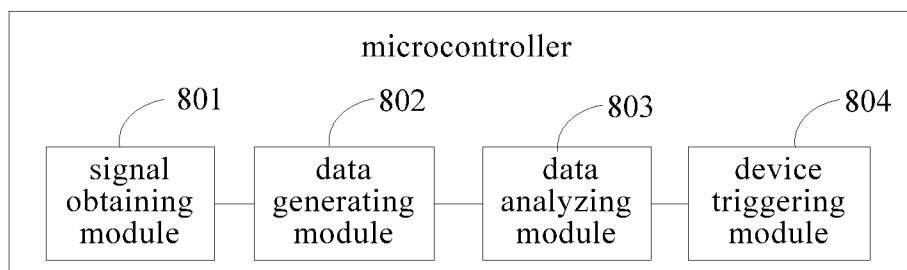 microcontroller
801
802
803
804
signal
obtaining
module
data
generating
module
data
analyzing
module
device
triggering
module